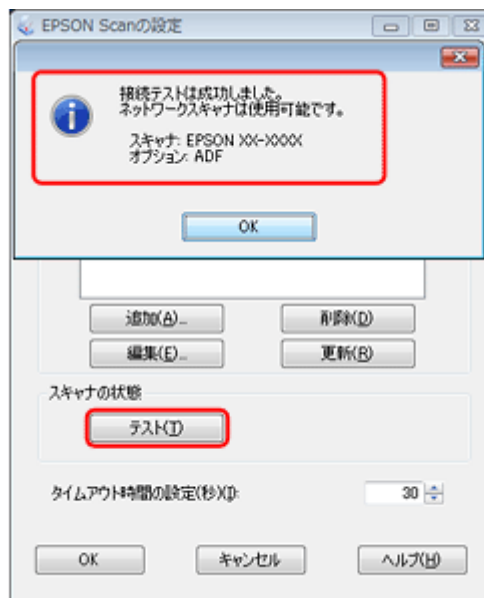 EPSON Scanの設定
接続テストは成功しました。
ネットワークスキャナは使用可能です。
スキャナ: EPSON XX-XXXX
オプション: ADF
OK
追加(A)...
削除(D)
編集(E)...
更新(R)
スキャナの状態
テスト(T)
タイムアウト時間の設定(秒)(I):
30
OK
キャンセル
ヘルプ(H)